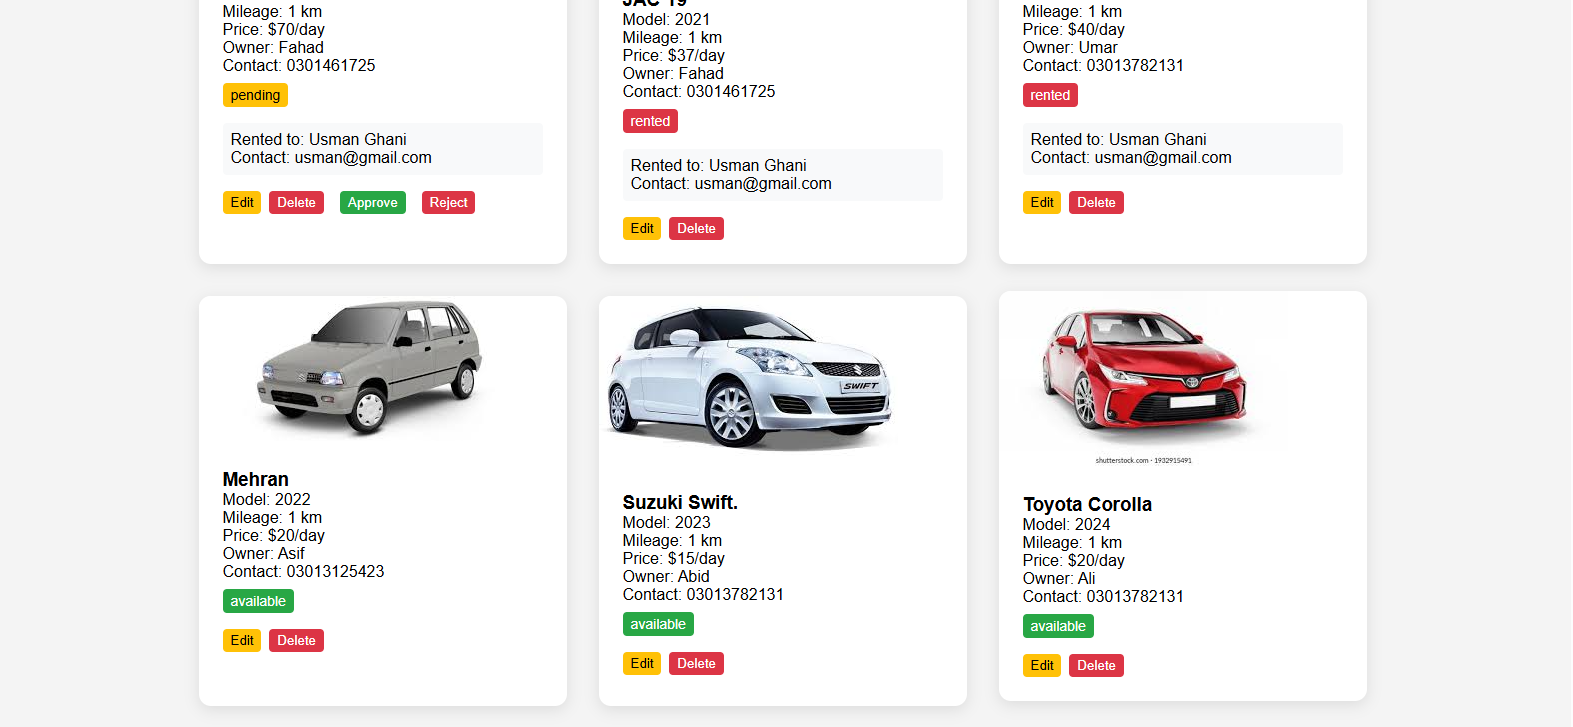 Mileage: 1 km
Price: $70/day
Owner: Fahad
Contact: 0301461725
pending
Rented to: Usman Ghani
Contact: usman@gmail.com
Edit Delete Approve Reject
JAC 19
Model: 2021
Mileage: 1 km
Price: $37/day
Owner: Fahad
Contact: 0301461725
rented
Rented to: Usman Ghani
Contact: usman@gmail.com
Edit Delete
Mileage: 1 km
Price: $40/day
Owner: Umar
Contact: 03013782131
rented
Rented to: Usman Ghani
Contact: usman@gmail.com
Edit Delete
Mehran
Model: 2022
Mileage: 1 km
Price: $20/day
Owner: Asif
Contact: 03013125423
available
Edit Delete
SWIFT
Suzuki Swift.
Model: 2023
Mileage: 1 km
Price: $15/day
Owner: Abid
Contact: 03013782131
available
Edit Delete
shutterstock.com · 1932915491
Toyota Corolla
Model: 2024
Mileage: 1 km
Price: $20/day
Owner: Ali
Contact: 03013782131
available
Edit Delete